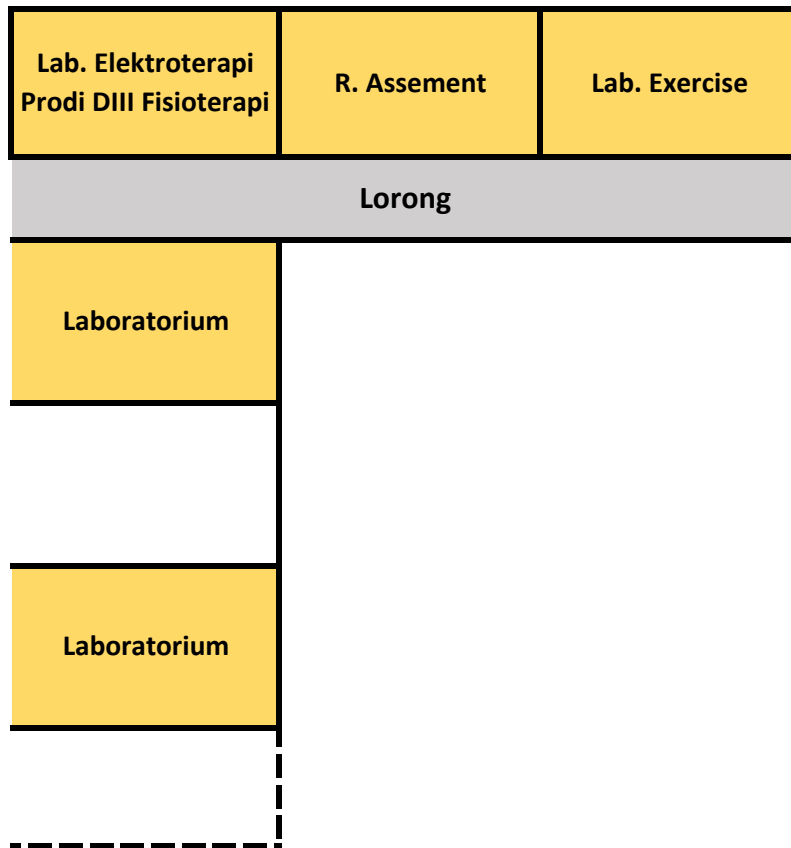 Lab. Elektroterapi
Prodi DIII Fisioterapi
R. Assement
Lab. Exercise
Lorong
Laboratorium
Laboratorium